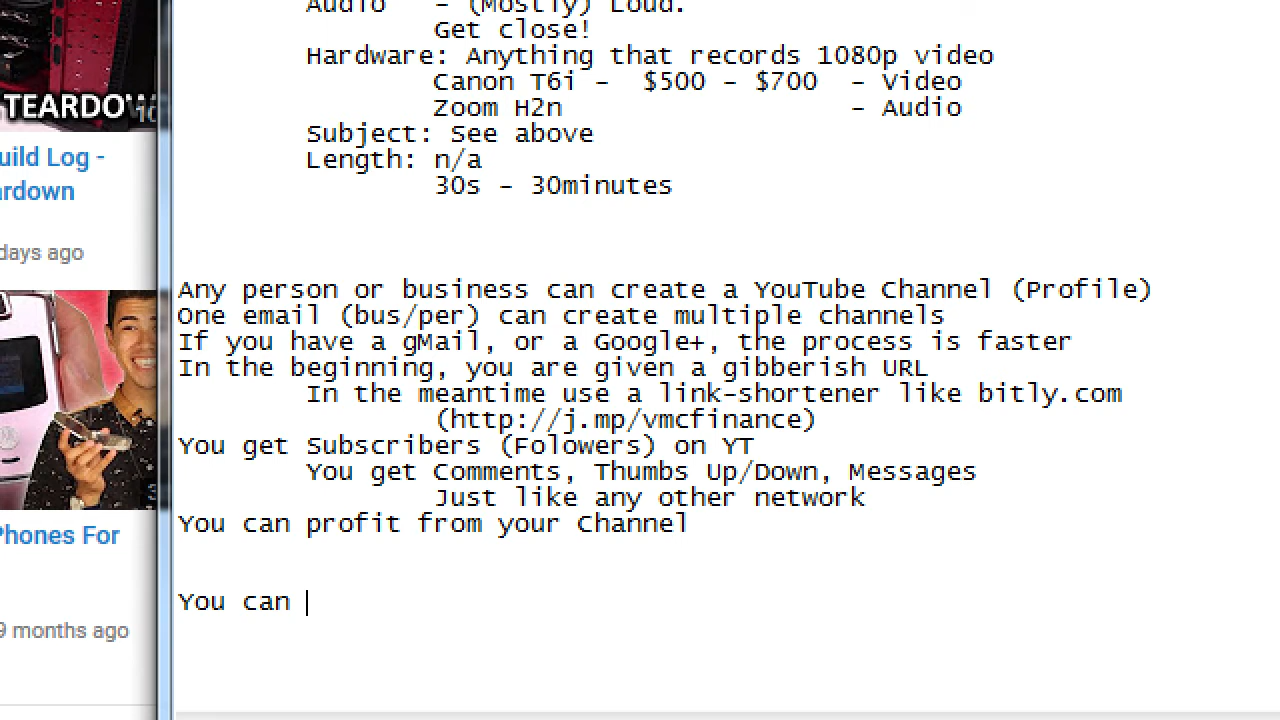 Audio   - (Mostly) Loud.
Get close!
Hardware: Anything that records 1080p video
Canon T6i -  $500 - $700  - Video
Zoom H2n                  - Audio
Subject: See above
Length: n/a
30s - 30minutes
Any person or business can create a YouTube Channel (Profile)
One email (bus/per) can create multiple channels
If you have a gMail, or a Google+, the process is faster
In the beginning, you are given a gibberish URL
In the meantime use a link-shortener like bitly.com
(http://j.mp/vmcfinance)
You get Subscribers (Folowers) on YT
You get Comments, Thumbs Up/Down, Messages
Just like any other network
You can profit from your Channel
You can
TEARDOW
uild Log -
ardown
days ago
Phones For
9 months ago